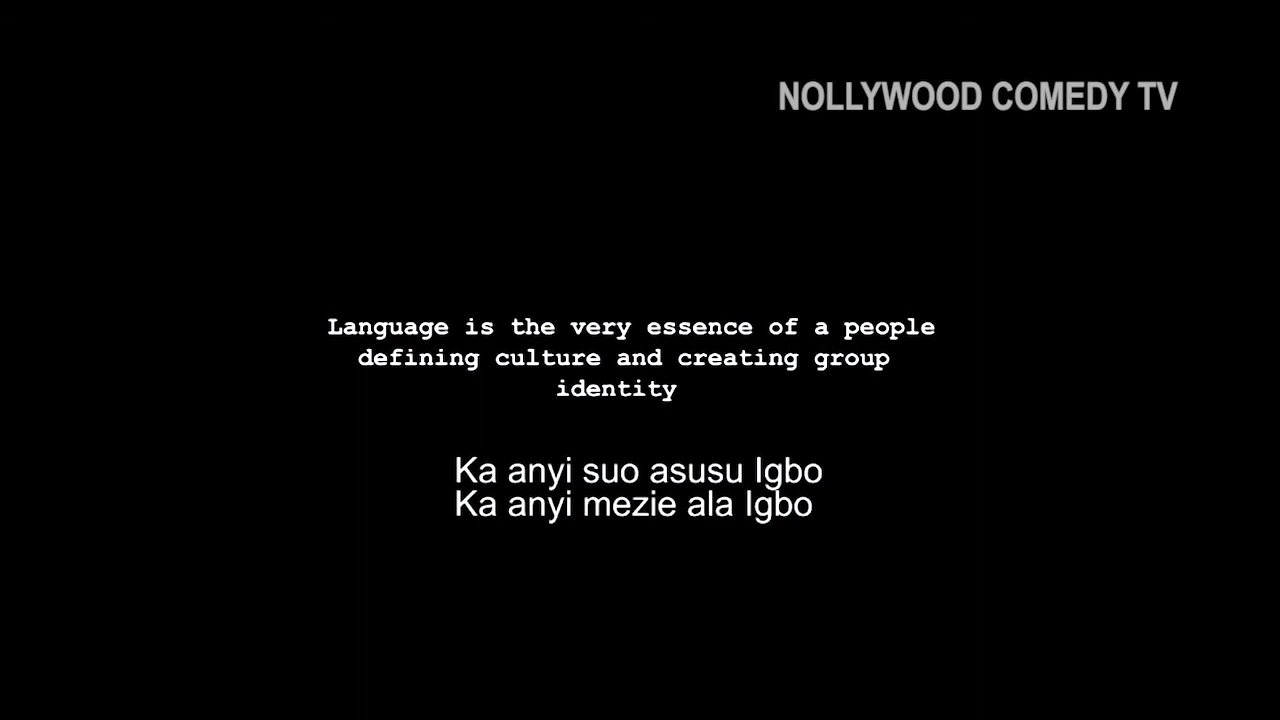 NOLLYWOOD COMEDY TV
Language is the very essence of a people
defining culture and creating group
identity
Ka anyi suo asusu Igbo
Ka anyi mezie ala Igbo